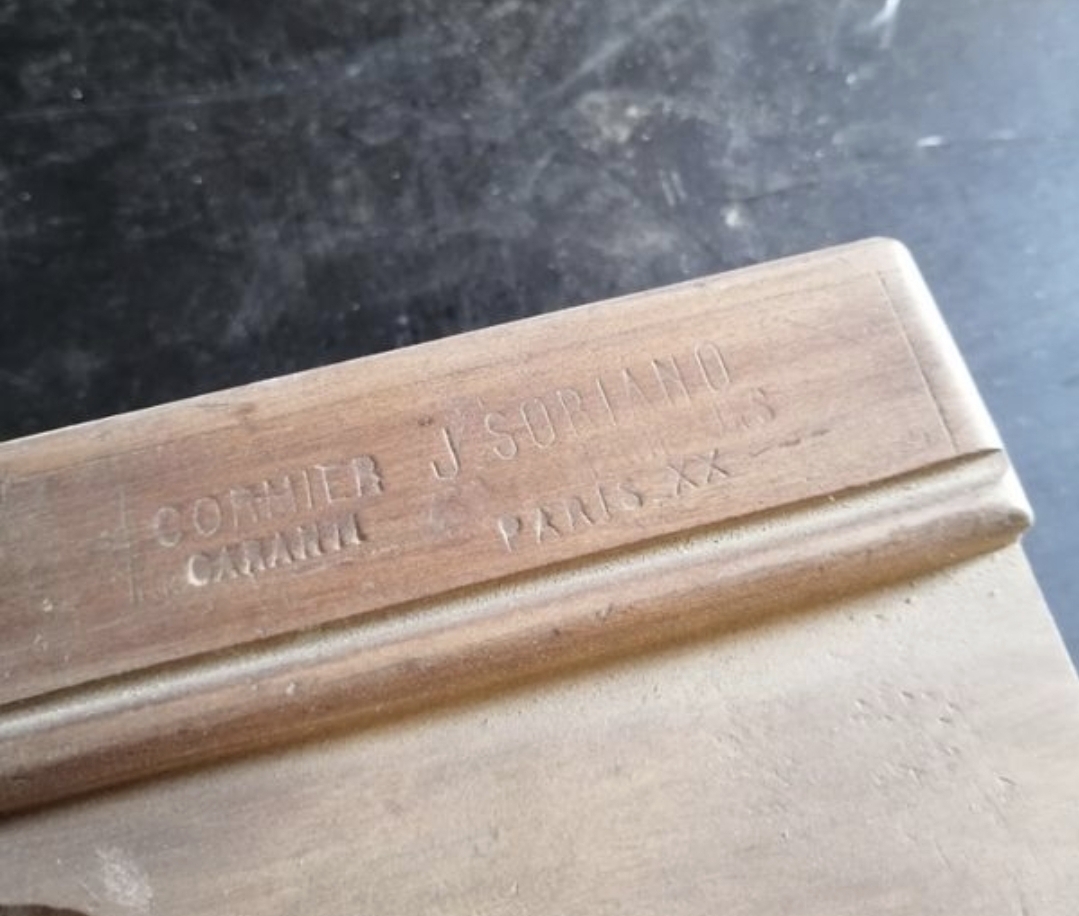 CORMIER
J SORIANO
PARIS XX